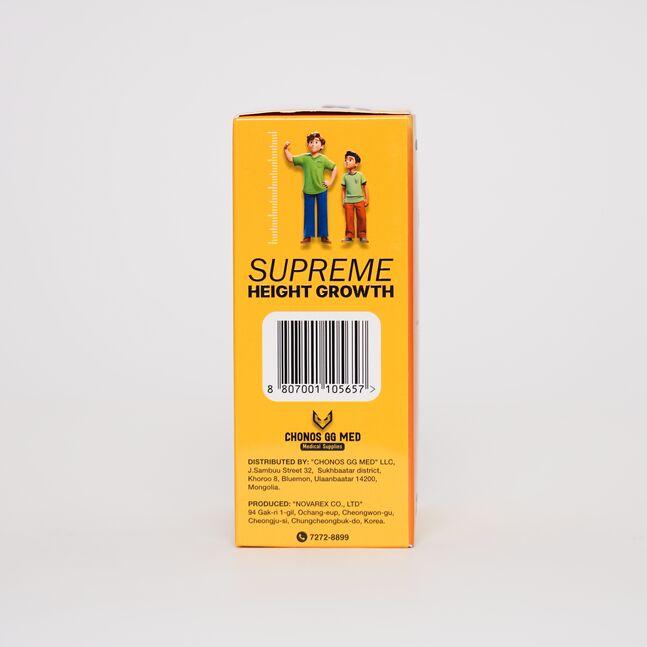 SUPREME
HEIGHT GROWTH
8 807001 105657 >
CHONOS GG MED
Medical Supplies
DISTRIBUTED BY: "CHONOS GG MED" LLC,
J.Sambuu Street 32, Sukhbaatar district,
Khoroo 8, Bluemon, Ulaanbaatar 14200,
Mongolia.
PRODUCED: "NOVAREX CO., LTD"
94 Gak-ri 1-gil, Ochang-eup, Cheongwon-gu,
Cheongju-si, Chungcheongbuk-do, Korea.
7272-8899